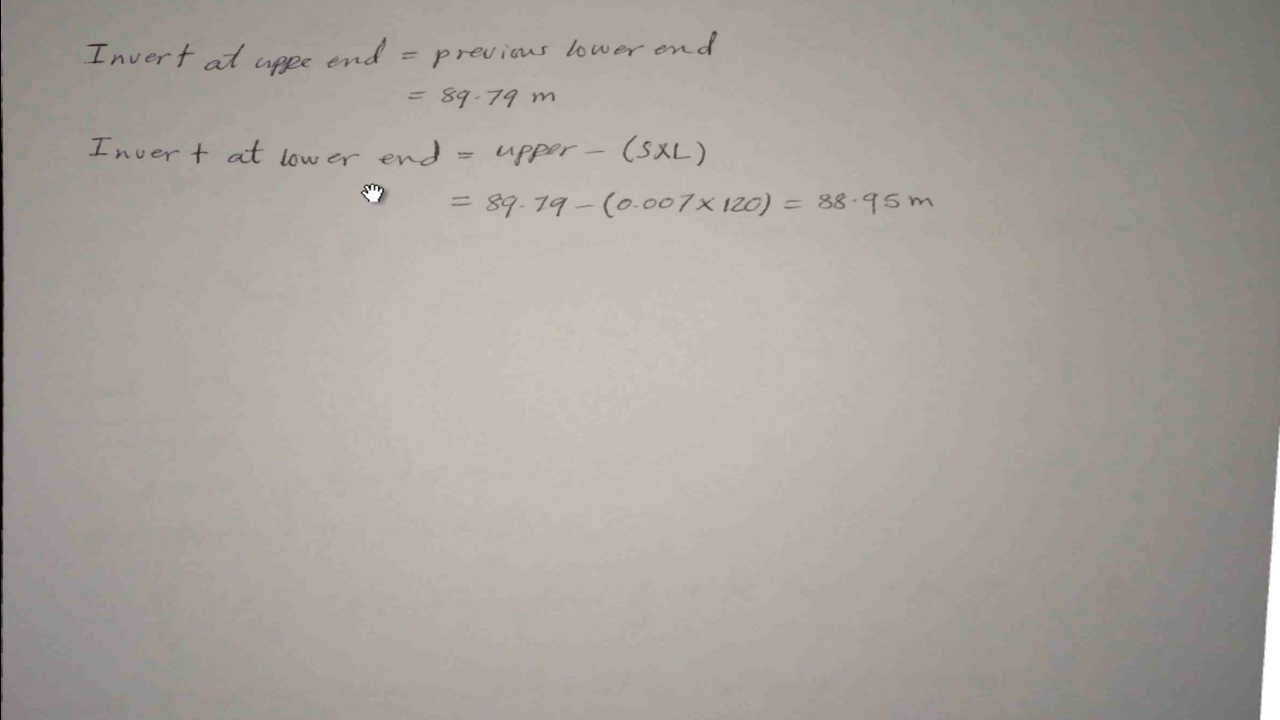 Invert at uppe end = previous lower end
= 89.79 m
Invert at lower end = upper - (SXL)
= 89.79 - (0.007 X 120) = 88.95 m